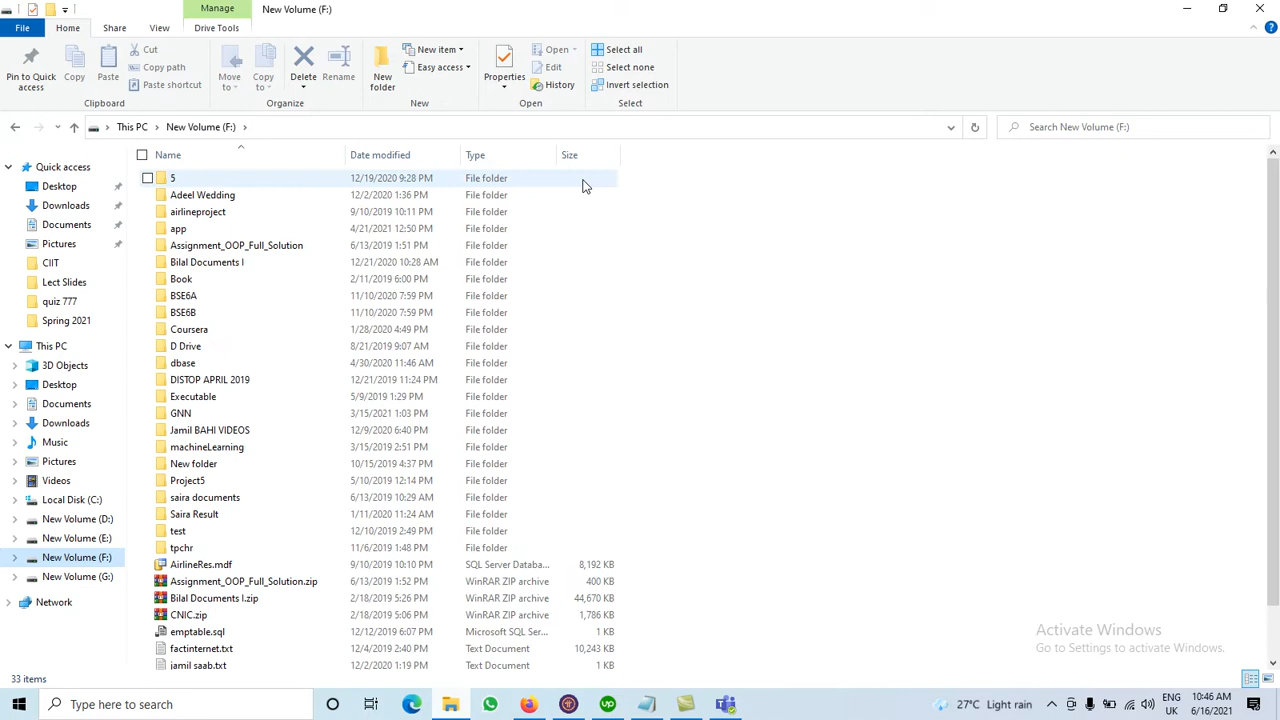 Manage
New Volume (F:)
File
Home
Share
View
Drive Tools
Pin to Quick access
Copy
Paste
Cut
Copy path
Paste shortcut
Clipboard
Move to
Copy to
Delete
Rename
Organize
New folder
New item
Easy access
New
Properties
Open
Edit
History
Open
Select all
Select none
Invert selection
Select
This PC > New Volume (F:) >
Search New Volume (F:)
Name Date modified Type Size
Quick access
Desktop
Downloads
Documents
Pictures
CIIT
Lect Slides
quiz 777
Spring 2021
This PC
3D Objects
Desktop
Documents
Downloads
Music
Pictures
Videos
Local Disk (C:)
New Volume (D:)
New Volume (E:)
New Volume (F:)
New Volume (G:)
Network
5 12/19/2020 9:28 PM File folder
Adeel Wedding 12/2/2020 1:36 PM File folder
airlineproject 9/10/2019 10:11 PM File folder
app 4/21/2021 12:50 PM File folder
Assignment_OOP_Full_Solution 6/13/2019 1:51 PM File folder
Bilal Documents I 12/21/2020 10:28 AM File folder
Book 2/11/2019 6:00 PM File folder
BSE6A 11/10/2020 7:59 PM File folder
BSE6B 11/10/2020 7:59 PM File folder
Coursera 1/28/2020 4:49 PM File folder
D Drive 8/21/2019 9:07 AM File folder
dbase 4/30/2020 11:46 AM File folder
DISTOP APRIL 2019 12/21/2019 11:24 PM File folder
Executable 5/9/2019 1:29 PM File folder
GNN 3/15/2021 1:03 PM File folder
Jamil BAHI VIDEOS 12/9/2020 6:40 PM File folder
machineLearning 3/15/2019 2:51 PM File folder
New folder 10/15/2019 4:37 PM File folder
Project5 5/10/2019 12:14 PM File folder
saira documents 6/13/2019 10:29 AM File folder
Saira Result 1/11/2020 11:24 AM File folder
test 12/10/2019 2:49 PM File folder
tpchr 11/6/2019 1:48 PM File folder
AirlineRes.mdf 9/10/2019 10:10 PM SQL Server Databa... 8,192 KB
Assignment_OOP_Full_Solution.zip 6/13/2019 1:52 PM WinRAR ZIP archive 400 KB
Bilal Documents I.zip 2/18/2019 5:26 PM WinRAR ZIP archive 44,670 KB
CNIC.zip 2/18/2019 5:06 PM WinRAR ZIP archive 1,786 KB
emptable.sql 12/12/2019 6:07 PM Microsoft SQL Ser... 1 KB
factinternet.txt 12/4/2019 2:40 PM Text Document 10,243 KB
jamil saab.txt 12/2/2020 1:19 PM Text Document 1 KB
Activate Windows
Go to Settings to activate Windows.
33 items
Type here to search
27°C Light rain
ENG
UK
10:46 AM
6/16/2021